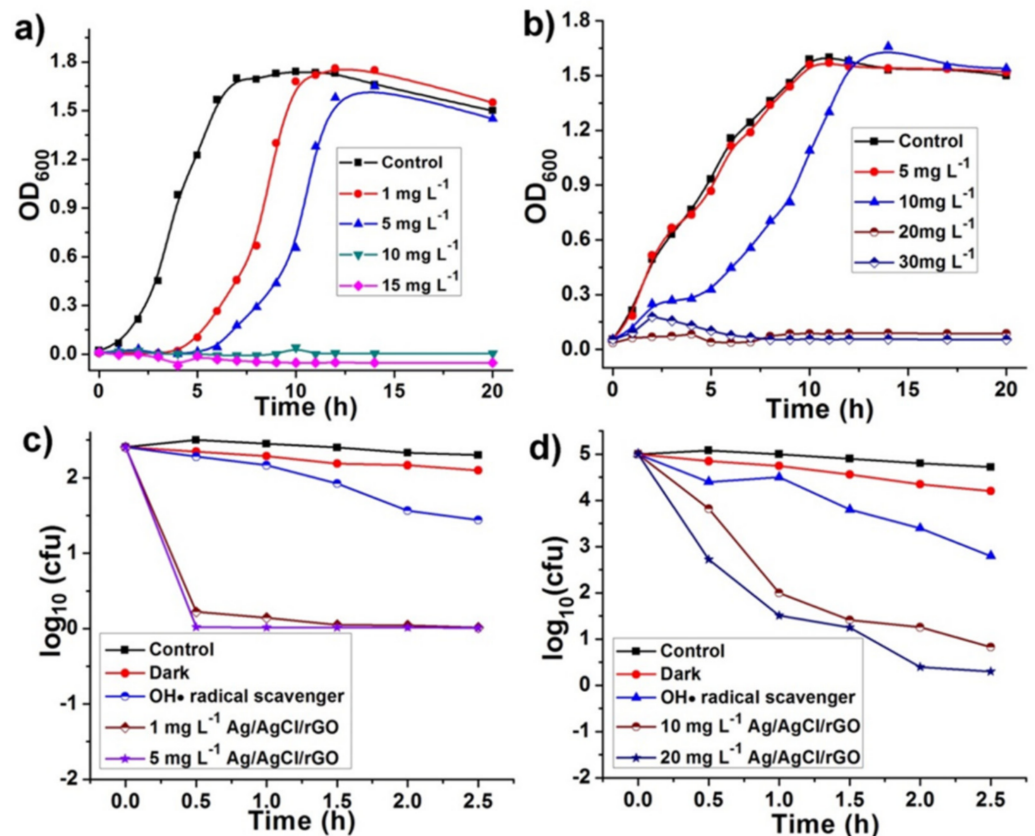 a)
OD600
1.8
1.5
1.2
0.9
0.6
0.3
0.0
Control
1 mg L-1
5 mg L-1
10 mg L-1
15 mg L-1
0 5 10 15 20
Time (h)
b)
OD600
1.8
1.5
1.2
0.9
0.6
0.3
0.0
Control
5 mg L-1
10mg L-1
20mg L-1
30mg L-1
0 5 10 15 20
Time (h)
c)
log10(cfu)
2
1
0
-1
-2
Control
Dark
OH• radical scavenger
1 mg L-1 Ag/AgCl/rGO
5 mg L-1 Ag/AgCl/rGO
0.0 0.5 1.0 1.5 2.0 2.5
Time (h)
d)
log10(cfu)
5
4
3
2
1
0
-1
-2
Control
Dark
OH• radical scavenger
10 mg L-1 Ag/AgCl/rGO
20 mg L-1 Ag/AgCl/rGO
0.0 0.5 1.0 1.5 2.0 2.5
Time (h)